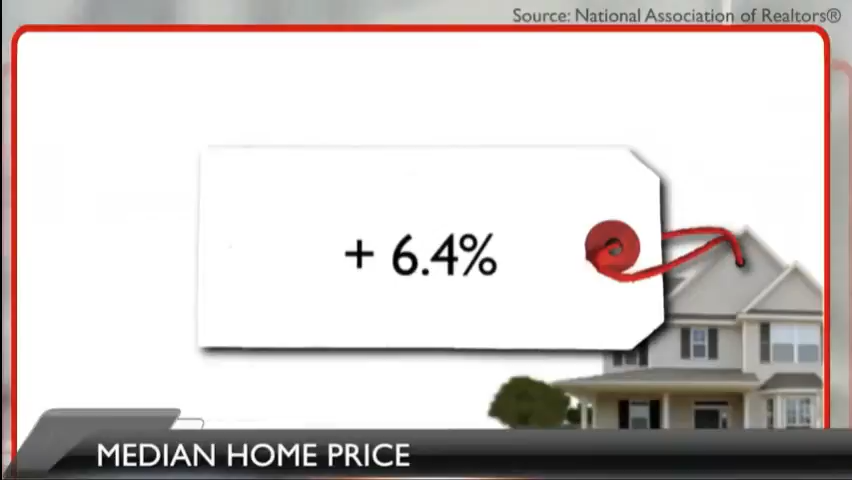 Source: National Association of Realtors®
+ 6.4%
MEDIAN HOME PRICE